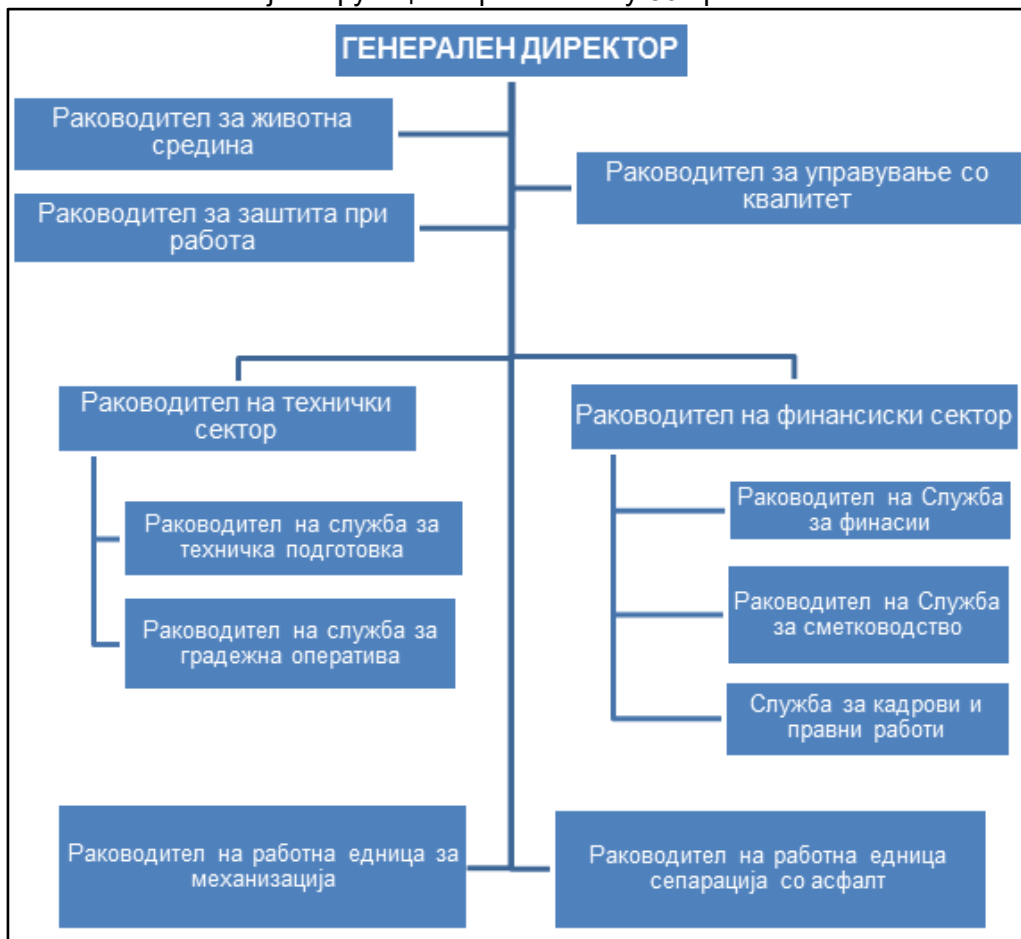 ГЕНЕРАЛЕН ДИРЕКТОР
Раководител за животна
средина
Раководител за управување со
квалитет
Раководител за заштита при
работа
Раководител на технички
сектор
Раководител на финансиски сектор
Раководител на служба за
техничка подготовка
Раководител на служба за
градежна оператива
Раководител на Служба
за финасии
Раководител на Служба
за сметководство
Служба за кадрови и
правни работи
Раководител на работна едница за
механизација
Раководител на работна едница
сепарација со асфалт